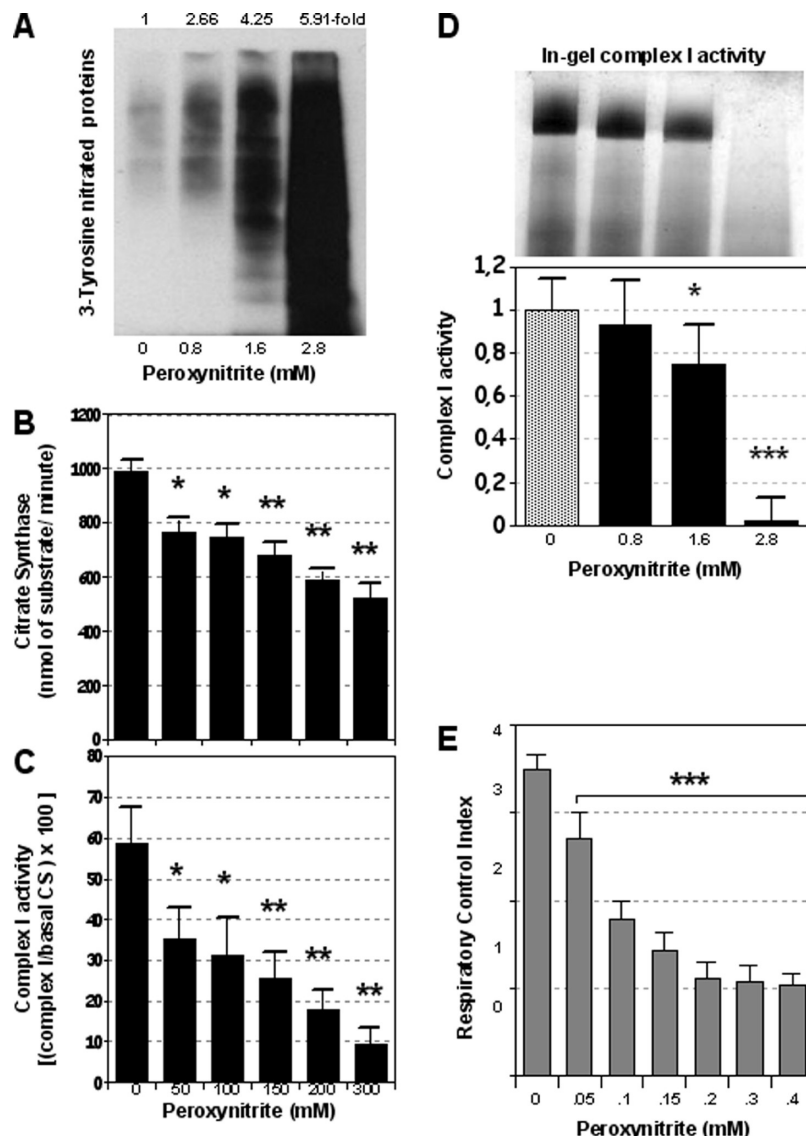 A
1 2.66 4.25 5.91-fold
3-Tyrosine nitrated proteins
0 0.8 1.6 2.8
Peroxynitrite (mM)
B
Citrate Synthase
(nmol of substrate/ minute)
1200
1000
800
600
400
200
0
* * ** ** **
C
Complex I activity
[(complex I/basal CS ) x 100 ]
80
70
60
50
40
30
20
10
0
* * ** ** **
0 50 100 150 200 300
Peroxynitrite (mM)
D
In-gel complex I activity
Complex I activity
1,2
1
0,8
0,6
0,4
0,2
0
* ***
0 0.8 1.6 2.8
Peroxynitrite (mM)
E
Respiratory Control Index
4
3
2
1
0
***
0 .05 .1 .15 .2 .3 .4
Peroxynitrite (mM)